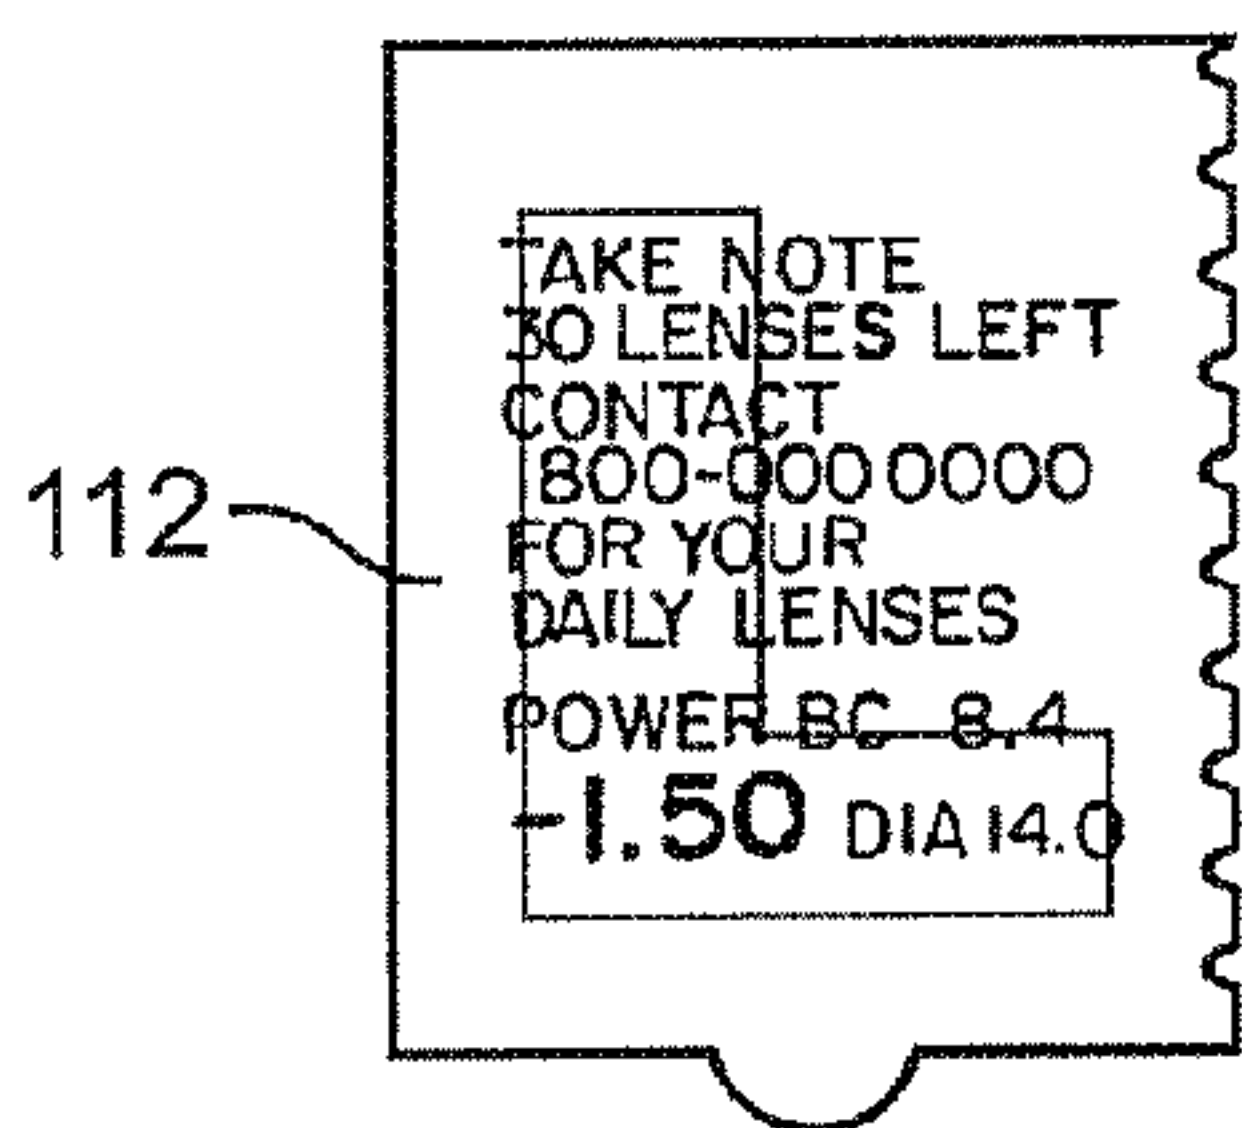 TAKE NOTE
30 LENSES LEFT
CONTACT
800-000 0000
FOR YOUR
DAILY LENSES
POWER BC 8.4
-1.50 DIA 14.0
112